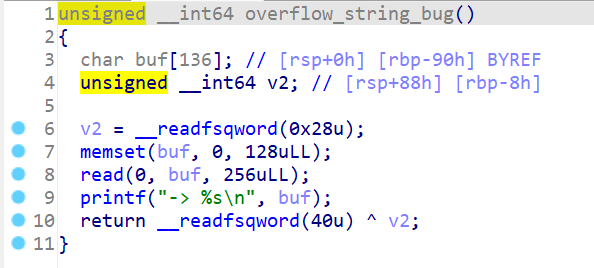 1 unsigned __int64 overflow_string_bug()
2 {
3 char buf[136]; // [rsp+0h] [rbp-90h] BYREF
4 unsigned __int64 v2; // [rsp+88h] [rbp-8h]
5
6 v2 = __readfsqword(0x28u);
7 memset(buf, 0, 128uLL);
8 read(0, buf, 256uLL);
9 printf("-> %s\n", buf);
10 return __readfsqword(40u) ^ v2;
11 }